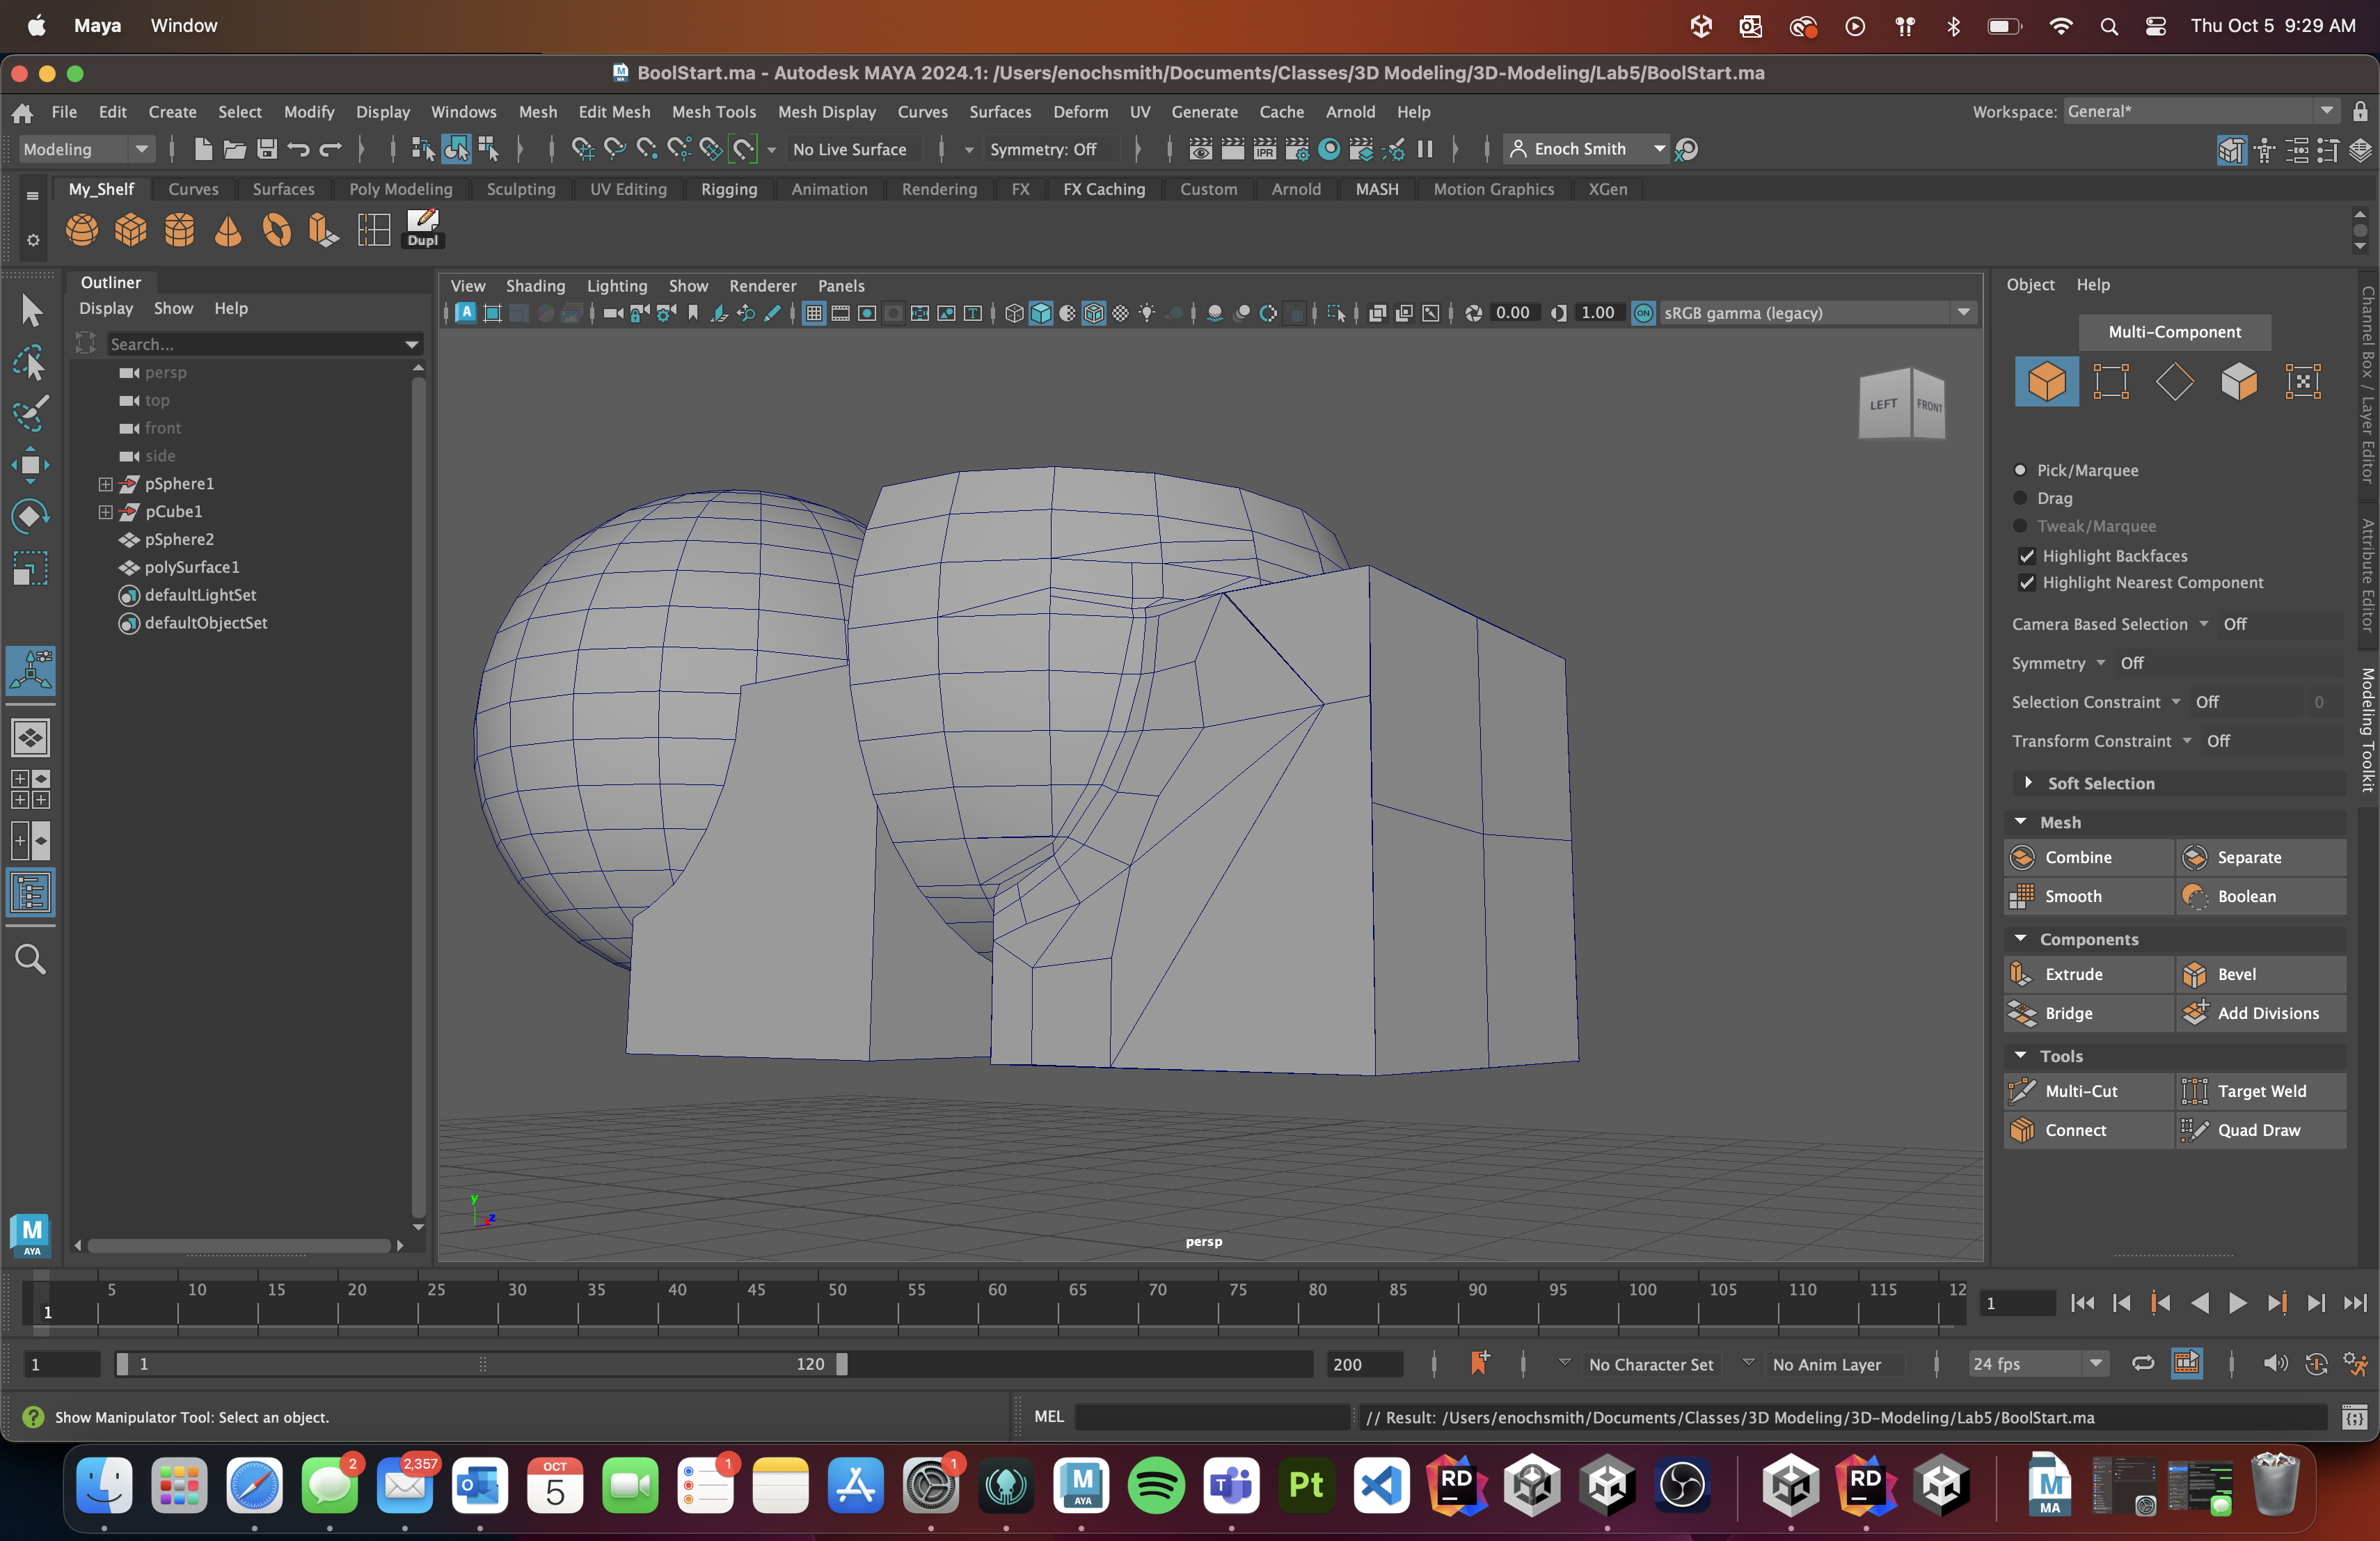 Maya Window Thu Oct 5 9:29 AM
BoolStart.ma - Autodesk MAYA 2024.1: /Users/enochsmith/Documents/Classes/3D Modeling/3D-Modeling/Lab5/BoolStart.ma
File Edit Create Select Modify Display Windows Mesh Edit Mesh Mesh Tools Mesh Display Curves Surfaces Deform UV Generate Cache Arnold Help Workspace: General*
Modeling No Live Surface Symmetry: Off IPR Enoch Smith
My_Shelf Curves Surfaces Poly Modeling Sculpting UV Editing Rigging Animation Rendering FX FX Caching Custom Arnold MASH Motion Graphics XGen
Dupl
Outliner
Display Show Help
Search...
persp
top
front
side
pSphere1
pCube1
pSphere2
polySurface1
defaultLightSet
defaultObjectSet
View Shading Lighting Show Renderer Panels
A T 0.00 1.00 ON sRGB gamma (legacy)
LEFT FRONT
y
z
persp
Object Help
Multi-Component
Pick/Marquee
Drag
Tweak/Marquee
Highlight Backfaces
Highlight Nearest Component
Camera Based Selection Off
Symmetry Off
Selection Constraint Off 0
Transform Constraint Off
Soft Selection
Mesh
Combine Separate
Smooth Boolean
Components
Extrude Bevel
Bridge Add Divisions
Tools
Multi-Cut Target Weld
Connect Quad Draw
Channel Box / Layer Editor
Attribute Editor
Modeling Toolkit
M
AYA
5 10 15 20 25 30 35 40 45 50 55 60 65 70 75 80 85 90 95 100 105 110 115 12
1 1
1 1 120 200 No Character Set No Anim Layer 24 fps
Show Manipulator Tool: Select an object. MEL // Result: /Users/enochsmith/Documents/Classes/3D Modeling/3D-Modeling/Lab5/BoolStart.ma
2 2,357 OCT 5 1 1 M AYA Pt RD RD M MA